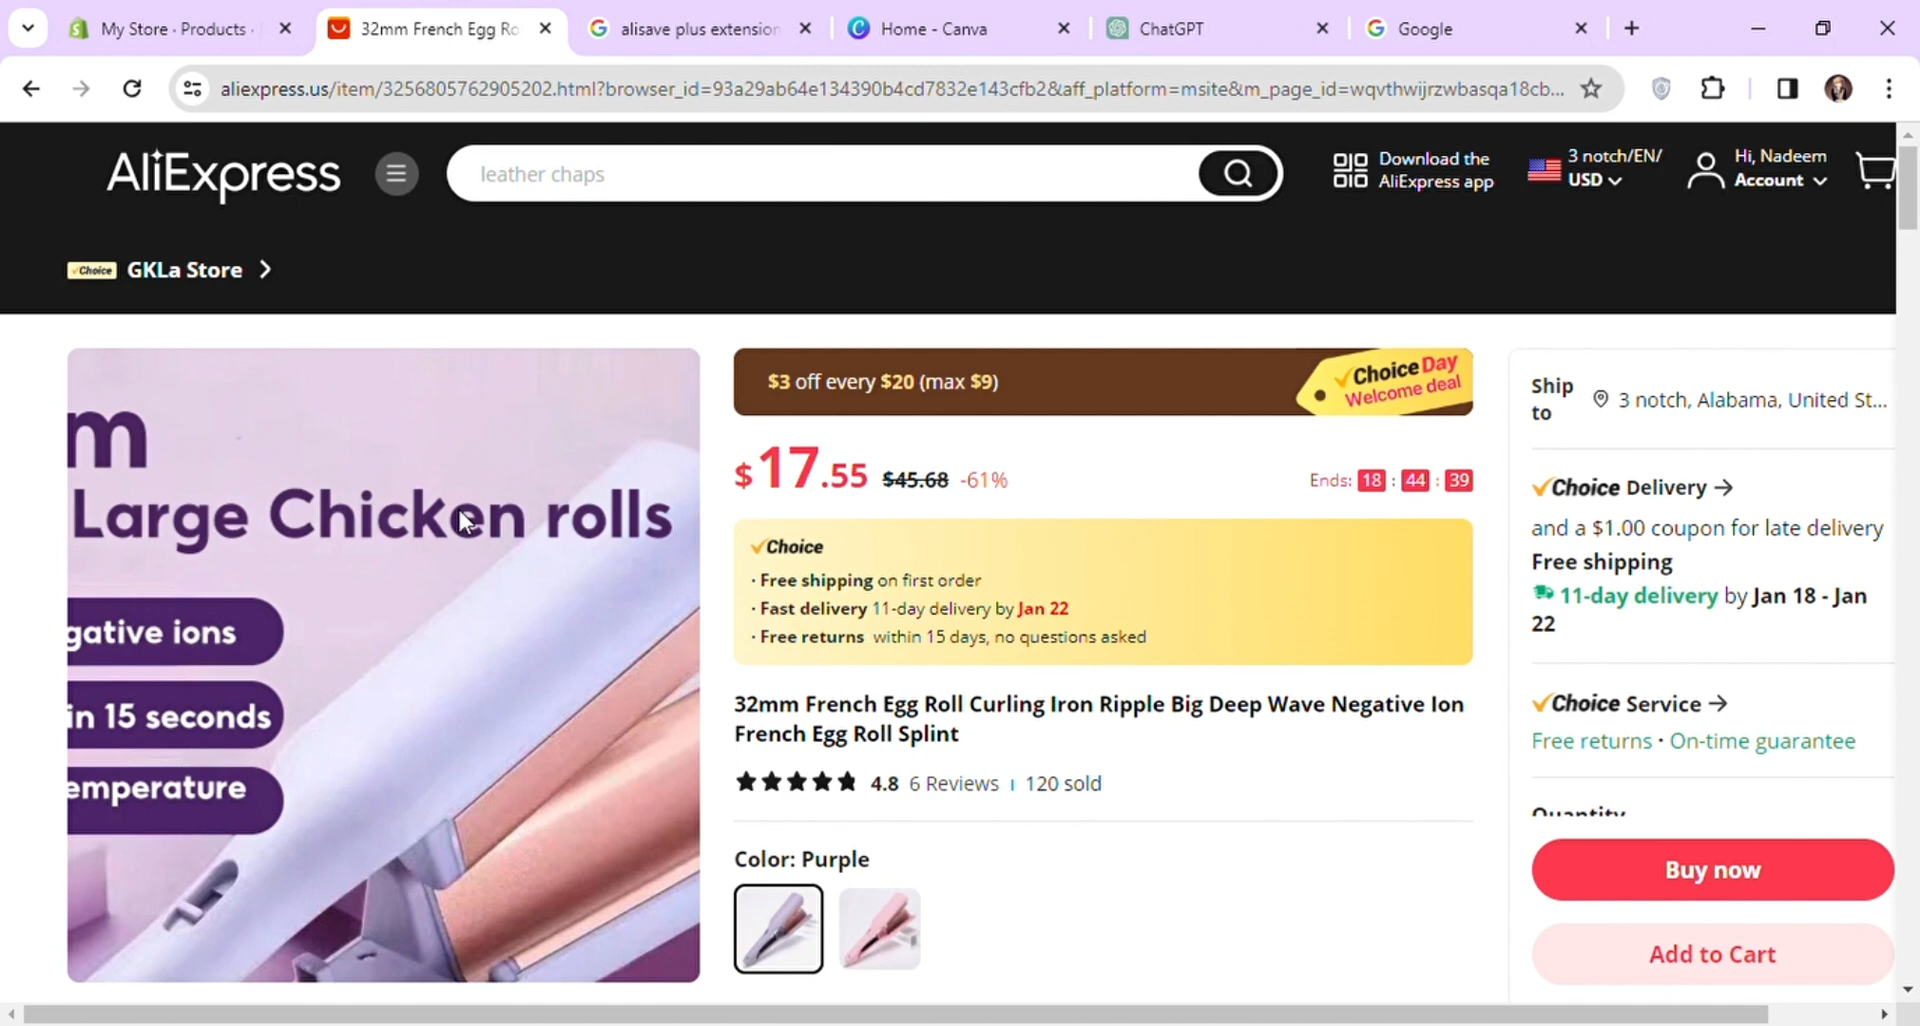 My Store · Products ·
32mm French Egg Ro
alisave plus extension
Home - Canva
ChatGPT
Google
aliexpress.us/item/3256805762905202.html?browser_id=93a29ab64e134390b4cd7832e143cfb2&aff_platform=msite&m_page_id=wqvthwijrzwbasqa18cb...
AliExpress
leather chaps
Download the
AliExpress app
3 notch/EN/
USD
Hi, Nadeem
Account
Choice GKLa Store
m
Large Chicken rolls
gative ions
in 15 seconds
emperature
$3 off every $20 (max $9)
Choice Day
Welcome deal
$17.55 $45.68 -61%
Ends: 18 : 44 : 39
Choice
· Free shipping on first order
· Fast delivery 11-day delivery by Jan 22
· Free returns within 15 days, no questions asked
32mm French Egg Roll Curling Iron Ripple Big Deep Wave Negative Ion
French Egg Roll Splint
4.8 6 Reviews | 120 sold
Color: Purple
Ship
to
3 notch, Alabama, United St...
Choice Delivery
and a $1.00 coupon for late delivery
Free shipping
11-day delivery by Jan 18 - Jan
22
Choice Service
Free returns · On-time guarantee
Quantity
Buy now
Add to Cart